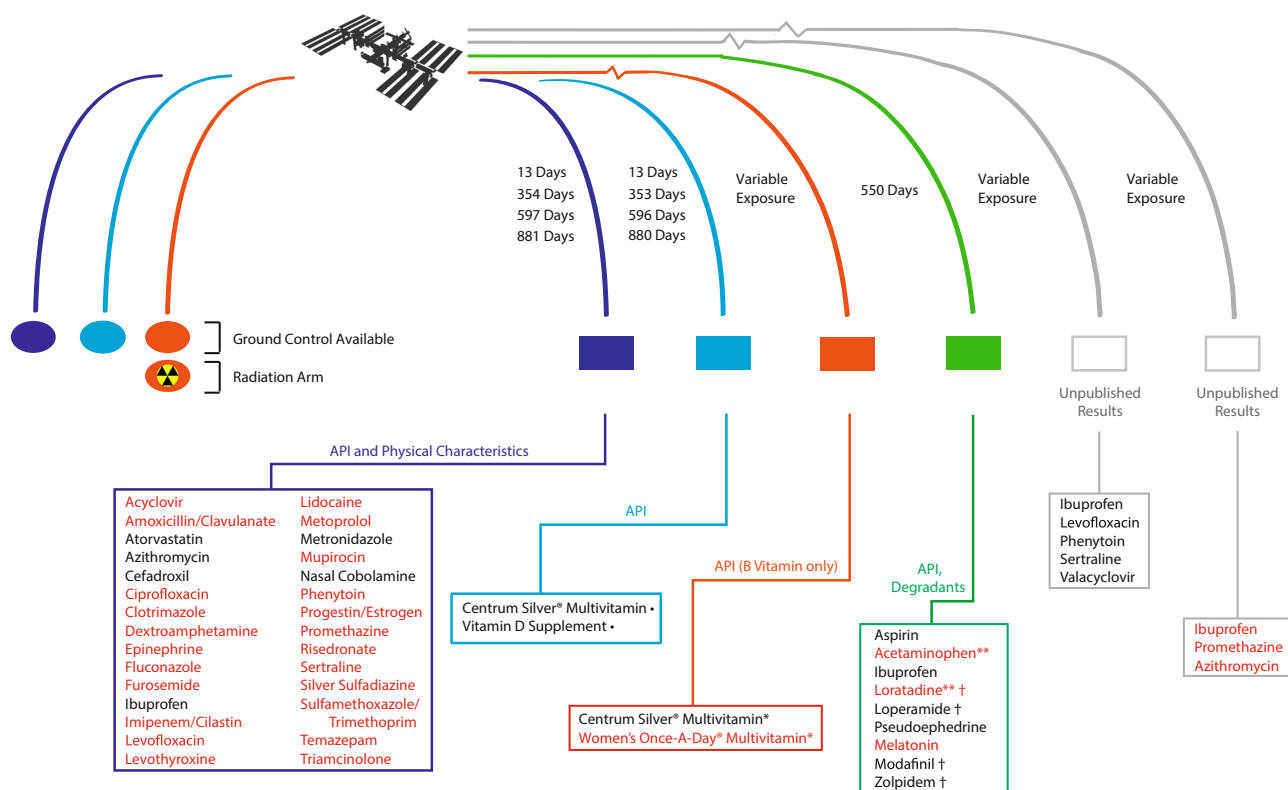 13 Days
354 Days
597 Days
881 Days
13 Days
353 Days
596 Days
880 Days
Variable
Exposure
550 Days
Variable
Exposure
Variable
Exposure
Ground Control Available
Radiation Arm
Unpublished
Results
Unpublished
Results
API and Physical Characteristics
Acyclovir
Amoxicillin/Clavulanate
Atorvastatin
Azithromycin
Cefadroxil
Ciprofloxacin
Clotrimazole
Dextroamphetamine
Epinephrine
Fluconazole
Furosemide
Ibuprofen
Imipenem/Cilastin
Levofloxacin
Levothyroxine
Lidocaine
Metoprolol
Metronidazole
Mupirocin
Nasal Cobolamine
Phenytoin
Progestin/Estrogen
Promethazine
Risedronate
Sertraline
Silver Sulfadiazine
Sulfamethoxazole/
Trimethoprim
Temazepam
Triamcinolone
API
Centrum Silver® Multivitamin •
Vitamin D Supplement •
API (B Vitamin only)
Centrum Silver® Multivitamin*
Women's Once-A-Day® Multivitamin*
API,
Degradants
Aspirin
Acetaminophen**
Ibuprofen
Loratadine** †
Loperamide †
Pseudoephedrine
Melatonin
Modafinil †
Zolpidem †
Ibuprofen
Levofloxacin
Phenytoin
Sertraline
Valacyclovir
Ibuprofen
Promethazine
Azithromycin